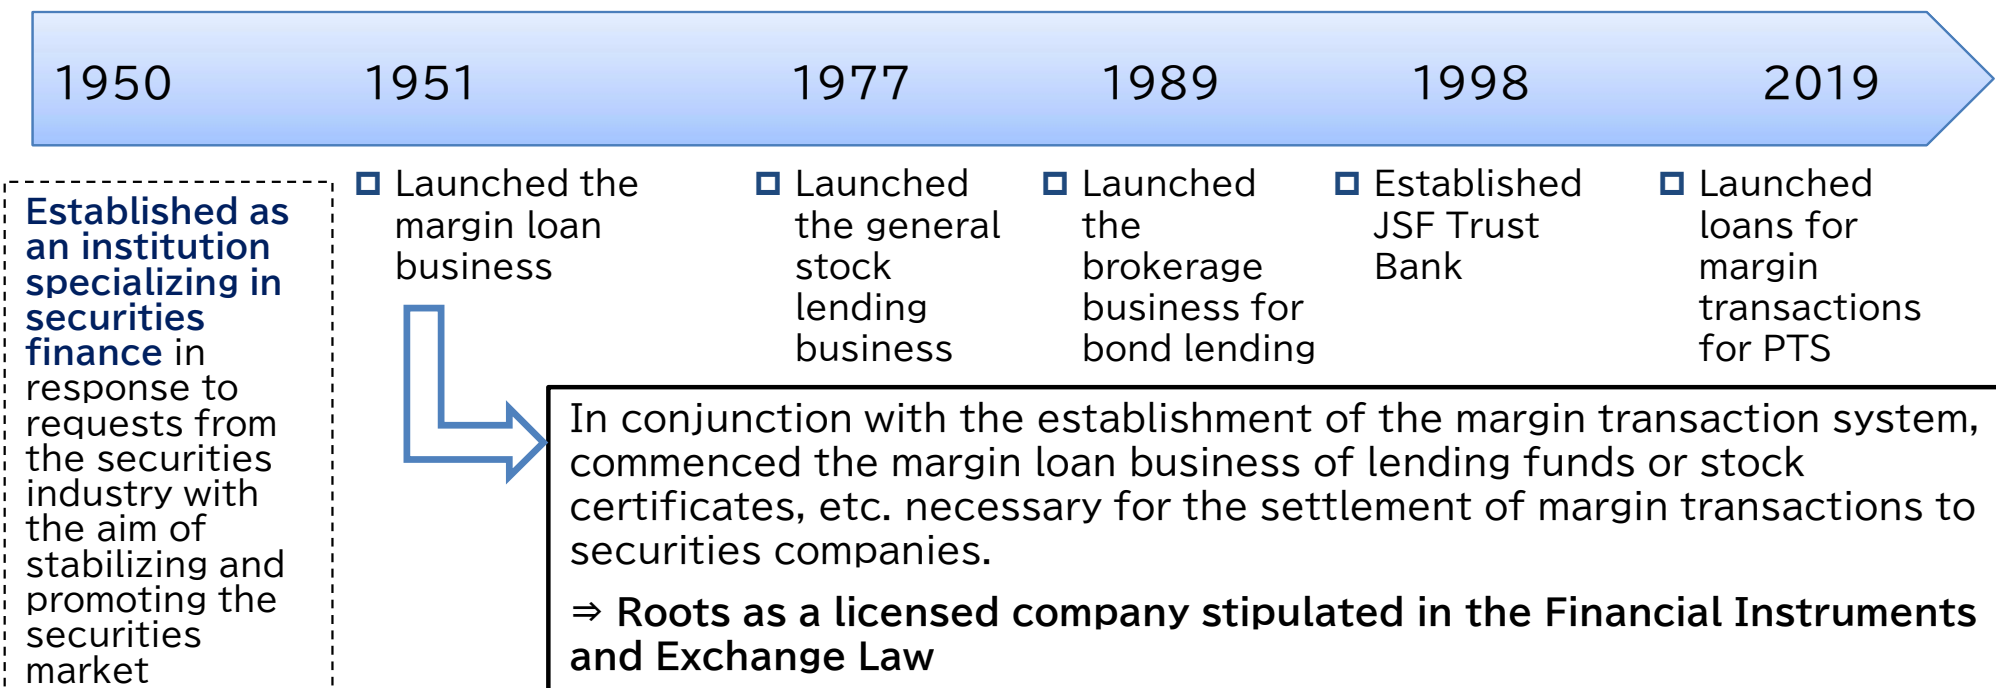 1950 1951 1977 1989 1998 2019
Established as
an institution
specializing in
securities
finance in
response to
requests from
the securities
industry with
the aim of
stabilizing and
promoting the
securities
market
Launched the
margin loan
business
Launched
the general
stock
lending
business
Launched
the
brokerage
business for
bond lending
Established
JSF Trust
Bank
Launched
loans for
margin
transactions
for PTS
In conjunction with the establishment of the margin transaction system,
commenced the margin loan business of lending funds or stock
certificates, etc. necessary for the settlement of margin transactions to
securities companies.
⇒ Roots as a licensed company stipulated in the Financial Instruments
and Exchange Law